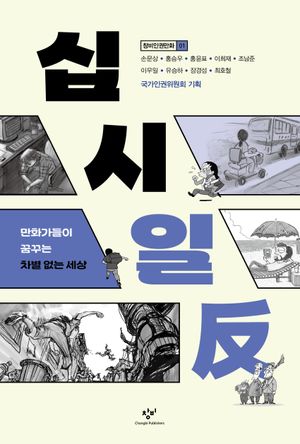 창비인권만화 01
손문상 • 홍승우 • 홍윤표 • 이희재 • 조남준
이우일 • 유승하 • 장경섬 • 최호철
국가인권위원회 기획
십
시
일
反
만화가들이
꿈꾸는
차별 없는 세상
창비
Changbi Publishers